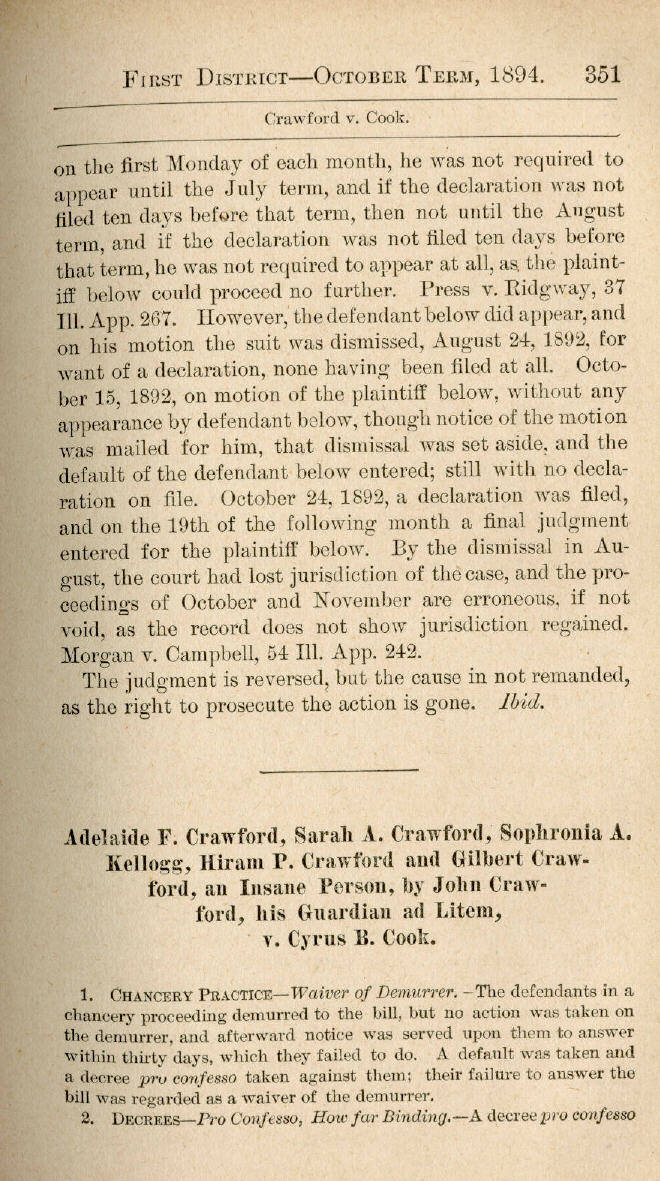 First District—October Term, 1894. 351
Crawford v. Cook.
on the first Monday of each month, he was not required to
appear until the July term, and if the declaration was not
filed ten days before that term, then not until the August
term, and if the declaration was not filed ten days before
that term, he was not required to appear at all, as, the plaint-
iff below could proceed no further. Press v. Ridgway, 37
Ill. App. 267. However, the defendant below did appear, and
on his motion the suit was dismissed, August 24, 1892, for
want of a declaration, none having been filed at all. Octo-
ber 15, 1892, on motion of the plaintiff below, without any
appearance by defendant below, though notice of the motion
was mailed for him, that dismissal was set aside, and the
default of the defendant below entered; still with no decla-
ration on file. October 24, 1892, a declaration was filed,
and on the 19th of the following month a final judgment
entered for the plaintiff below. By the dismissal in Au-
gust, the court had lost jurisdiction of the case, and the pro-
ceedings of October and November are erroneous, if not
void, as the record does not show jurisdiction regained.
Morgan v. Campbell, 54 Ill. App. 242.
The judgment is reversed, but the cause in not remanded,
as the right to prosecute the action is gone. Ibid.
Adelaide F. Crawford, Sarah A. Crawford, Sophronia A.
Kellogg, Hiram P. Crawford and Gilbert Craw-
ford, an Insane Person, by John Craw-
ford, his Guardian ad Litem,
v. Cyrus B. Cook.
1. Chancery Practice—Waiver of Demurrer.—The defendants in a
chancery proceeding demurred to the bill, but no action was taken on
the demurrer, and afterward notice was served upon them to answer
within thirty days, which they failed to do. A default was taken and
a decree pro confesso taken against them; their failure to answer the
bill was regarded as a waiver of the demurrer.
2. Decrees—Pro Confesso, How far Binding.—A decree pro confesso